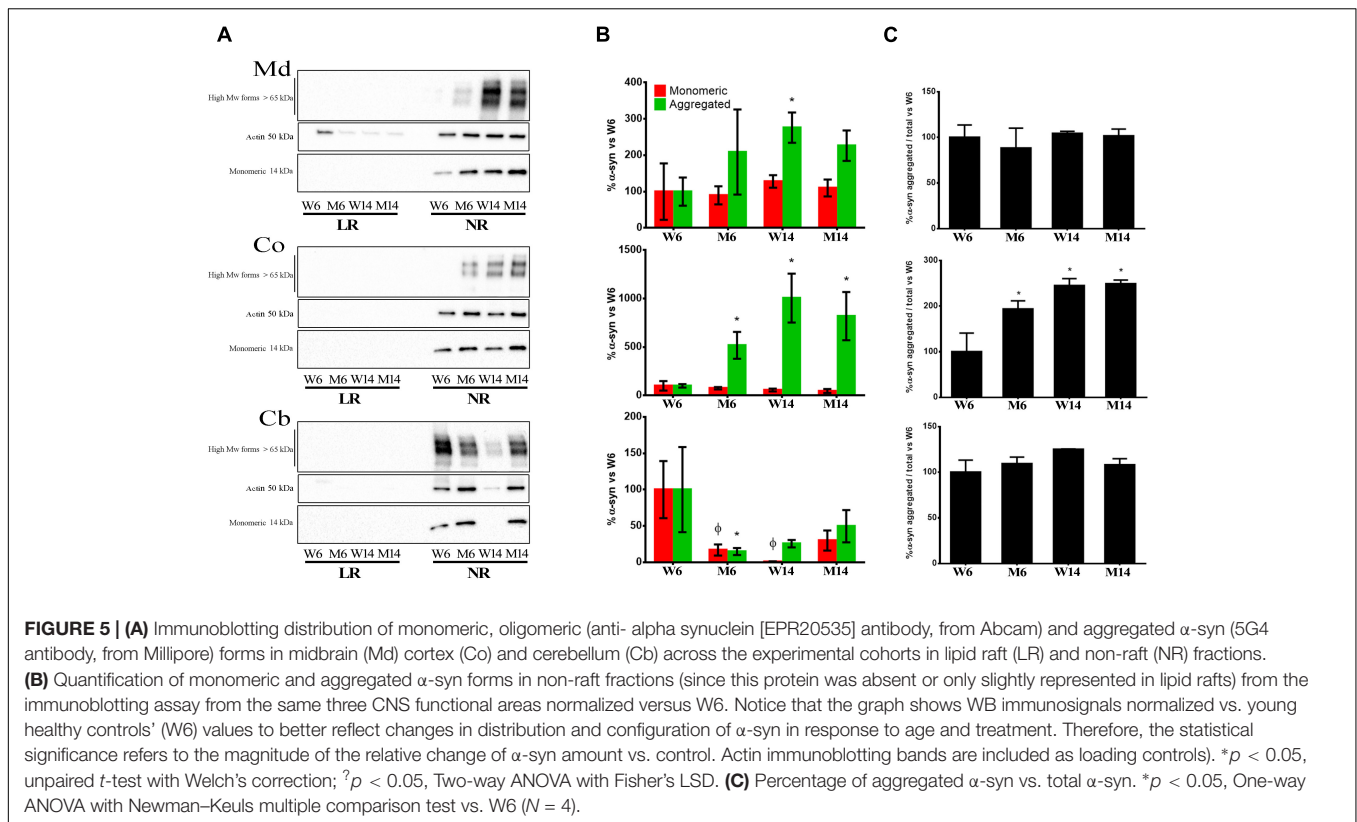 A
B
C
Md
High Mw forms > 65 kDa
Actin 50 kDa
Monomeric 14 kDa
W6 M6 W14 M14 W6 M6 W14 M14
LR NR
Co
High Mw forms > 65 kDa
Actin 50 kDa
Monomeric 14 kDa
W6 M6 W14 M14 W6 M6 W14 M14
LR NR
Cb
High Mw forms > 65 kDa
Actin 50 kDa
Monomeric 14 kDa
W6 M6 W14 M14 W6 M6 W14 M14
LR NR
% α-syn vs W6
400
300
200
100
0
Monomeric
Aggregated
*
W6 M6 W14 M14
% α-syn vs W6
1500
1000
500
0
* * *
W6 M6 W14 M14
% α-syn vs W6
200
150
100
50
0
ϕ * ϕ
W6 M6 W14 M14
%α-syn aggregated / total vs W6
150
100
50
0
W6 M6 W14 M14
%α-syn aggregated / total vs W6
300
200
100
0
* * *
W6 M6 W14 M14
%α-syn aggregated / total vs W6
150
100
50
0
W6 M6 W14 M14
FIGURE 5 | (A) Immunoblotting distribution of monomeric, oligomeric (anti- alpha synuclein [EPR20535] antibody, from Abcam) and aggregated α-syn (5G4
antibody, from Millipore) forms in midbrain (Md) cortex (Co) and cerebellum (Cb) across the experimental cohorts in lipid raft (LR) and non-raft (NR) fractions.
(B) Quantification of monomeric and aggregated α-syn forms in non-raft fractions (since this protein was absent or only slightly represented in lipid rafts) from the
immunoblotting assay from the same three CNS functional areas normalized versus W6. Notice that the graph shows WB immunosignals normalized vs. young
healthy controls' (W6) values to better reflect changes in distribution and configuration of α-syn in response to age and treatment. Therefore, the statistical
significance refers to the magnitude of the relative change of α-syn amount vs. control. Actin immunoblotting bands are included as loading controls). *p < 0.05,
unpaired t-test with Welch's correction; ?p < 0.05, Two-way ANOVA with Fisher's LSD. (C) Percentage of aggregated α-syn vs. total α-syn. *p < 0.05, One-way
ANOVA with Newman–Keuls multiple comparison test vs. W6 (N = 4).